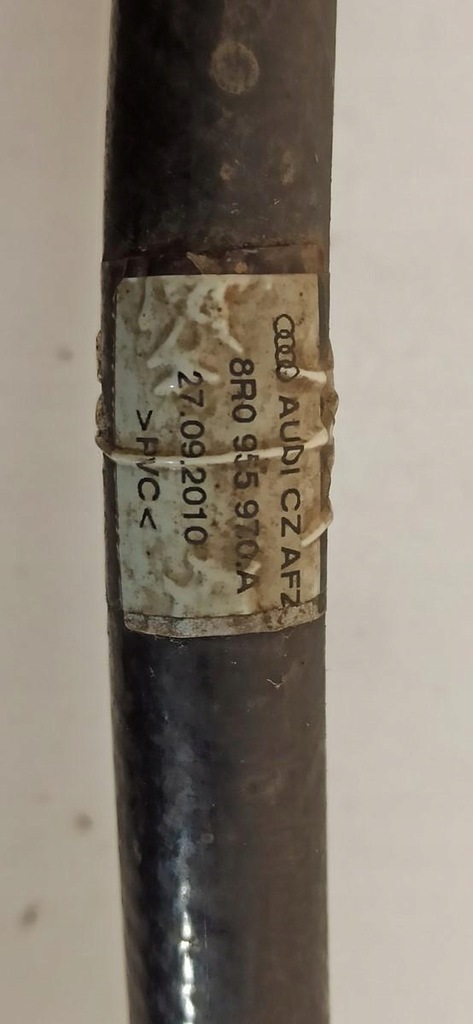 AUDI CZ AFZ
8R0 955 970.A
27.09.2010
>PVC<